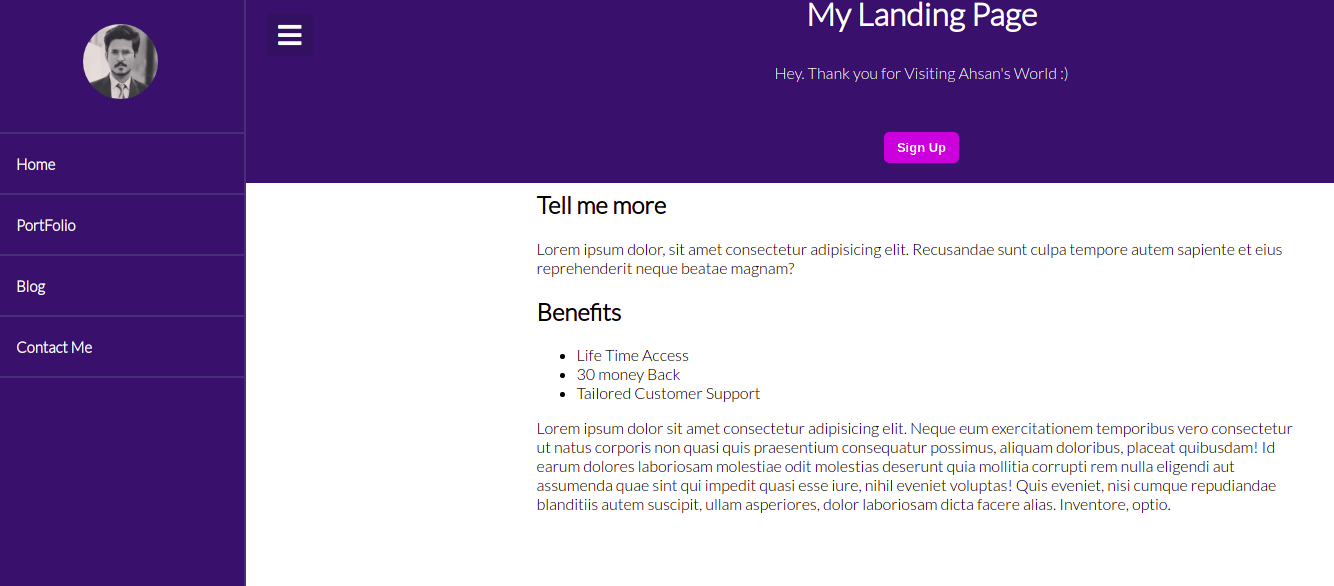 Home
PortFolio
Blog
Contact Me
My Landing Page
Hey. Thank you for Visiting Ahsan's World :)
Sign Up
Tell me more
Lorem ipsum dolor, sit amet consectetur adipisicing elit. Recusandae sunt culpa tempore autem sapiente et eius
reprehenderit neque beatae magnam?
Benefits
Life Time Access
30 money Back
Tailored Customer Support
Lorem ipsum dolor sit amet consectetur adipisicing elit. Neque eum exercitationem temporibus vero consectetur
ut natus corporis non quasi quis praesentium consequatur possimus, aliquam doloribus, placeat quibusdam! Id
earum dolores laboriosam molestiae odit molestias deserunt quia mollitia corrupti rem nulla eligendi aut
assumenda quae sint qui impedit quasi esse iure, nihil eveniet voluptas! Quis eveniet, nisi cumque repudiandae
blanditiis autem suscipit, ullam asperiores, dolor laboriosam dicta facere alias. Inventore, optio.